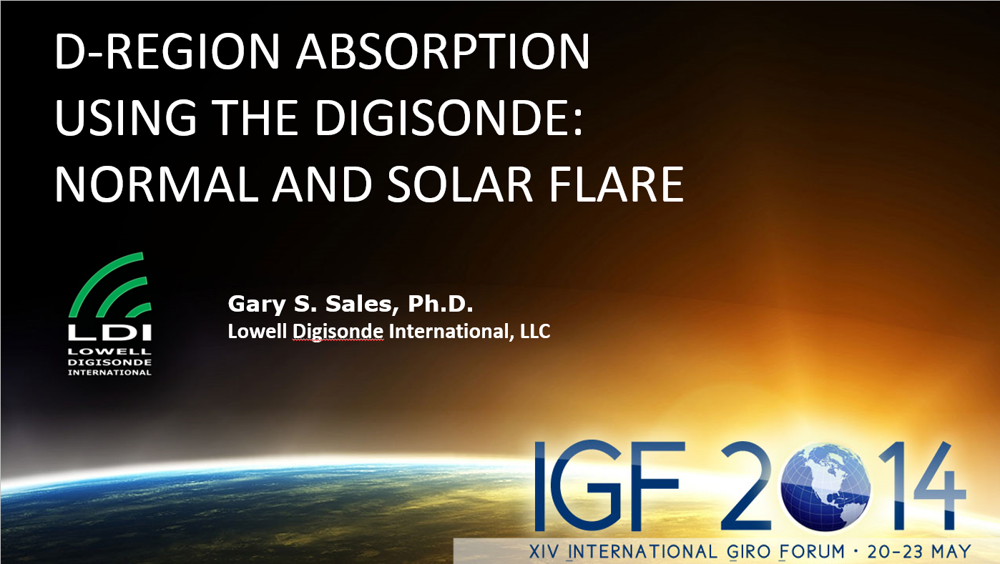 D-REGION ABSORPTION
USING THE DIGISONDE:
NORMAL AND SOLAR FLARE
LDI
LOWELL
DIGISONDE
INTERNATIONAL
Gary S. Sales, Ph.D.
Lowell Digisonde International, LLC
IGF 2014
XIV INTERNATIONAL GIRO FORUM · 20-23 MAY